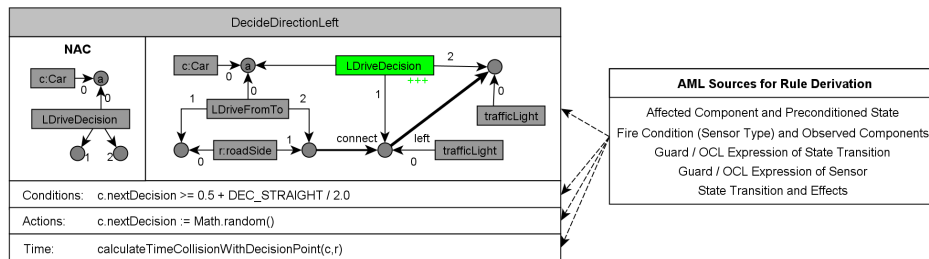 DecideDirectionLeft
NAC
c:Car
a
0
0
LDriveDecision
1
2
c:Car
a
0
0
LDriveDecision
+++
2
0
1
LDriveFromTo
1
2
trafficLight
r:roadSide
0
1
connect
left
0
trafficLight
Conditions: c.nextDecision >= 0.5 + DEC_STRAIGHT / 2.0
Actions: c.nextDecision := Math.random()
Time: calculateTimeCollisionWithDecisionPoint(c,r)
AML Sources for Rule Derivation
Affected Component and Preconditioned State
Fire Condition (Sensor Type) and Observed Components
Guard / OCL Expression of State Transition
Guard / OCL Expression of Sensor
State Transition and Effects